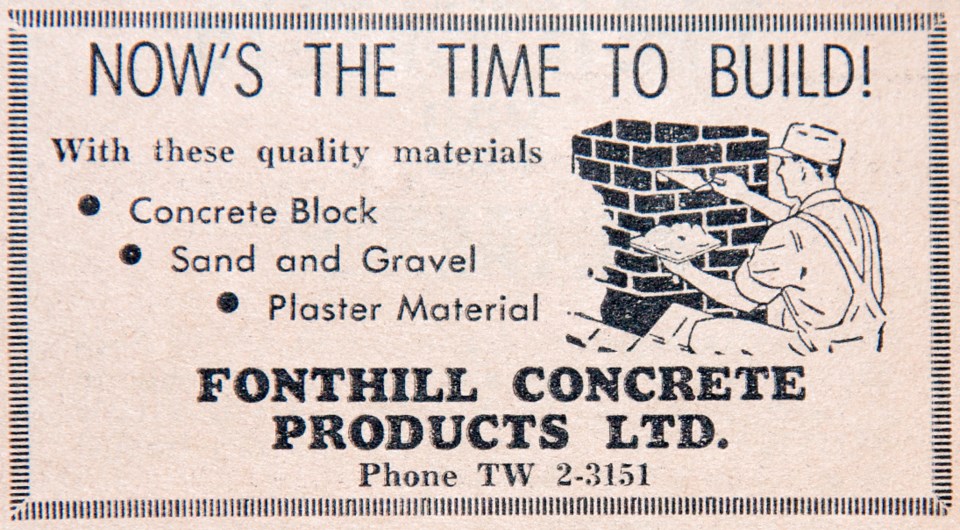 NOW'S THE TIME TO BUILD!
With these quality materials
● Concrete Block
● Sand and Gravel
● Plaster Material
FONTHILL CONCRETE
PRODUCTS LTD.
Phone TW 2-3151